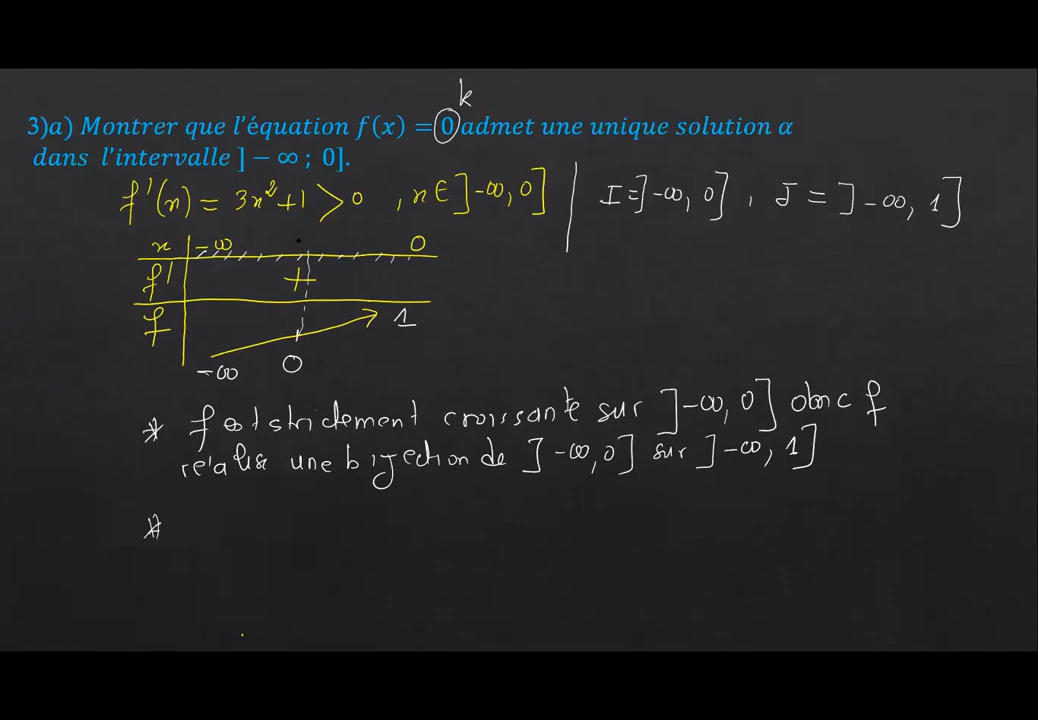 k
3)a) Montrer que l'équation f(x) = 0 admet une unique solution α
dans l'intervalle ] − ∞ ; 0].
f'(x) = 3x²+1 > 0 , x ∈ ]-∞, 0] | I = ]-∞, 0] , J = ]-∞, 1]
x | -∞ 0
f' | +
f | 1
-∞ 0
* f est strictement croissante sur ]-∞, 0] donc f
réalise une bijection de ]-∞, 0] sur ]-∞, 1]
*